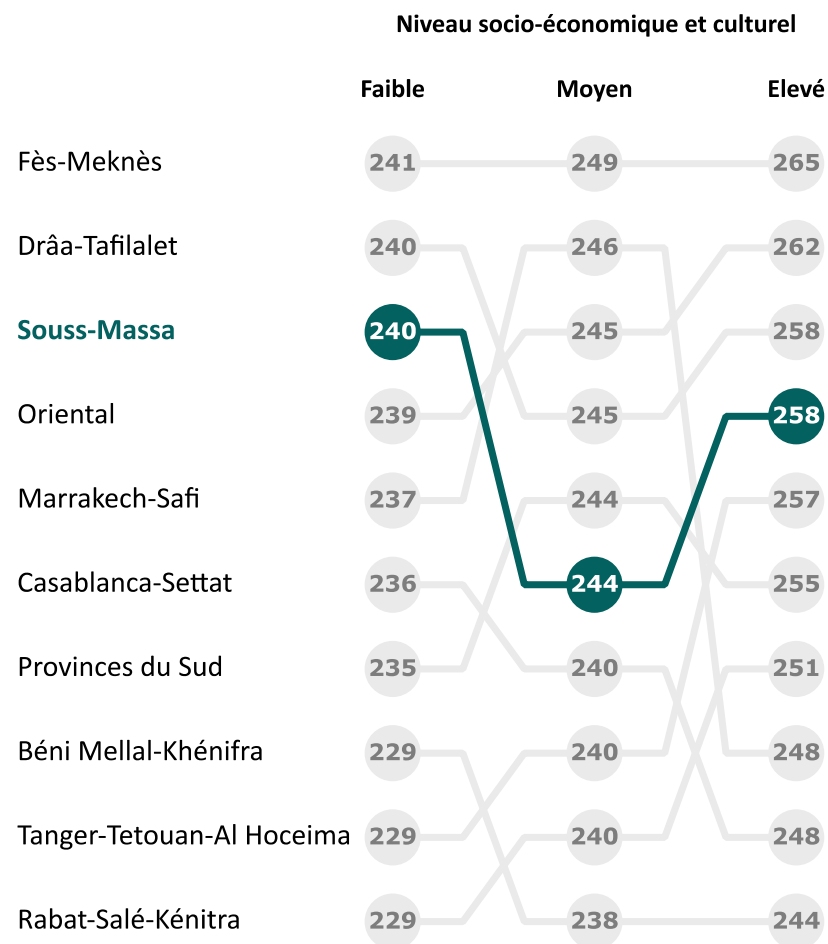 Niveau socio-économique et culturel
Faible Moyen Elevé
Fès-Meknès 241 249 265
Drâa-Tafilalet 240 246 262
Souss-Massa 240 245 258
Oriental 239 245 258
Marrakech-Safi 237 244 257
Casablanca-Settat 236 244 255
Provinces du Sud 235 240 251
Béni Mellal-Khénifra 229 240 248
Tanger-Tetouan-Al Hoceima 229 240 248
Rabat-Salé-Kénitra 229 238 244